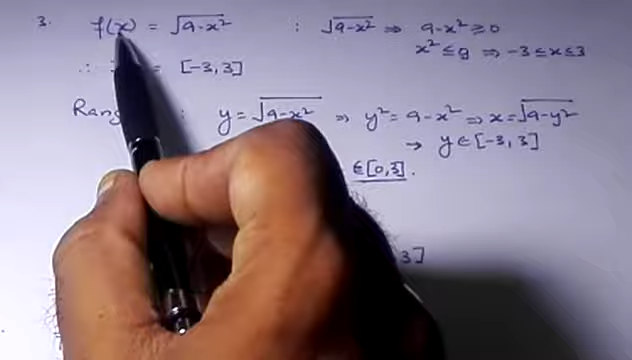 3. f(x) = √9-x² : √9-x² ⇒ 9-x² ≥ 0
x² ≤ 9 ⇒ -3 ≤ x ≤ 3
∴ = [-3, 3]
Rang : y = √9-x² ⇒ y² = 9-x² ⇒ x = √9-y²
→ y ∈ [-3, 3]
∈ [0, 3].
3]